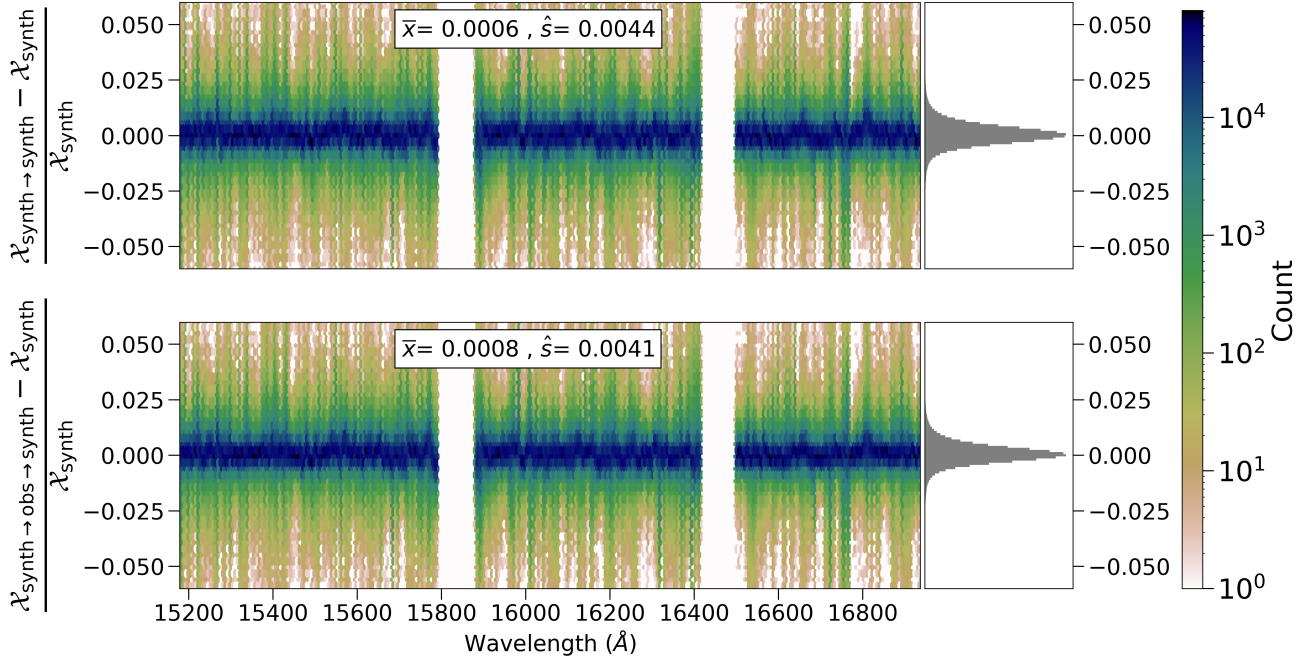 𝒳synth→synth − 𝒳synth
𝒳synth
0.050
0.025
0.000
−0.025
−0.050
x̄= 0.0006 , ŝ= 0.0044
0.050
0.025
0.000
−0.025
−0.050
𝒳synth→obs→synth − 𝒳synth
𝒳synth
0.050
0.025
0.000
−0.025
−0.050
x̄= 0.0008 , ŝ= 0.0041
0.050
0.025
0.000
−0.025
−0.050
15200 15400 15600 15800 16000 16200 16400 16600 16800
Wavelength (Å)
10⁴
10³
10²
10¹
10⁰
Count